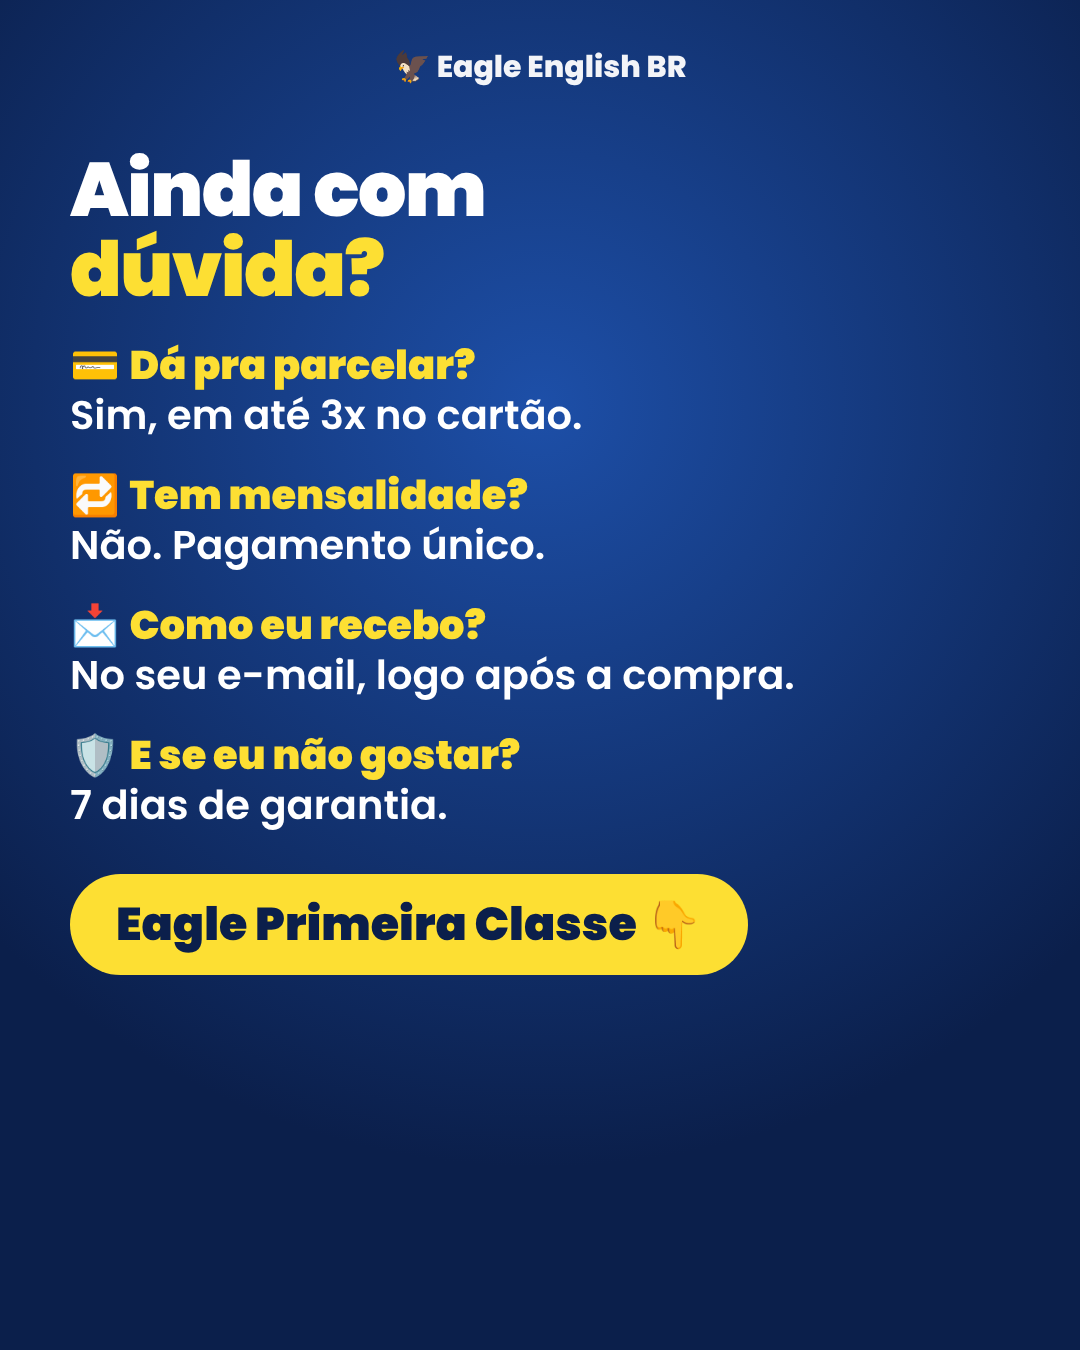 Eagle English BR
Ainda com
dúvida?
Dá pra parcelar?
Sim, em até 3x no cartão.
Tem mensalidade?
Não. Pagamento único.
Como eu recebo?
No seu e-mail, logo após a compra.
E se eu não gostar?
7 dias de garantia.
Eagle Primeira Classe